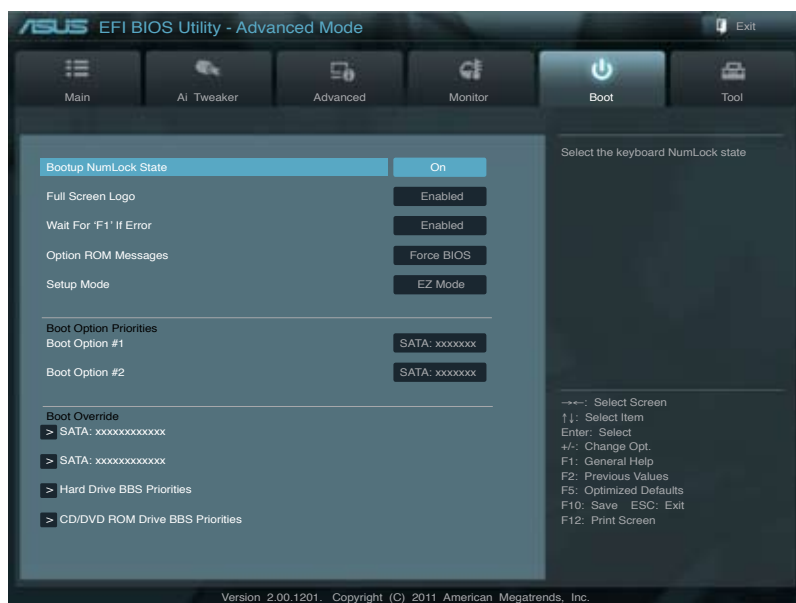 ASUS EFI BIOS Utility - Advanced Mode
Exit
Main
Ai Tweaker
Advanced
Monitor
Boot
Tool
Bootup NumLock State On
Full Screen Logo Enabled
Wait For ‘F1’ If Error Enabled
Option ROM Messages Force BIOS
Setup Mode EZ Mode
Boot Option Priorities
Boot Option #1 SATA: xxxxxxx
Boot Option #2 SATA: xxxxxxx
Boot Override
> SATA: xxxxxxxxxxxx
> SATA: xxxxxxxxxxxx
> Hard Drive BBS Priorities
> CD/DVD ROM Drive BBS Priorities
Select the keyboard NumLock state
→←: Select Screen
↑↓: Select Item
Enter: Select
+/-: Change Opt.
F1: General Help
F2: Previous Values
F5: Optimized Defaults
F10: Save ESC: Exit
F12: Print Screen
Version 2.00.1201. Copyright (C) 2011 American Megatrends, Inc.